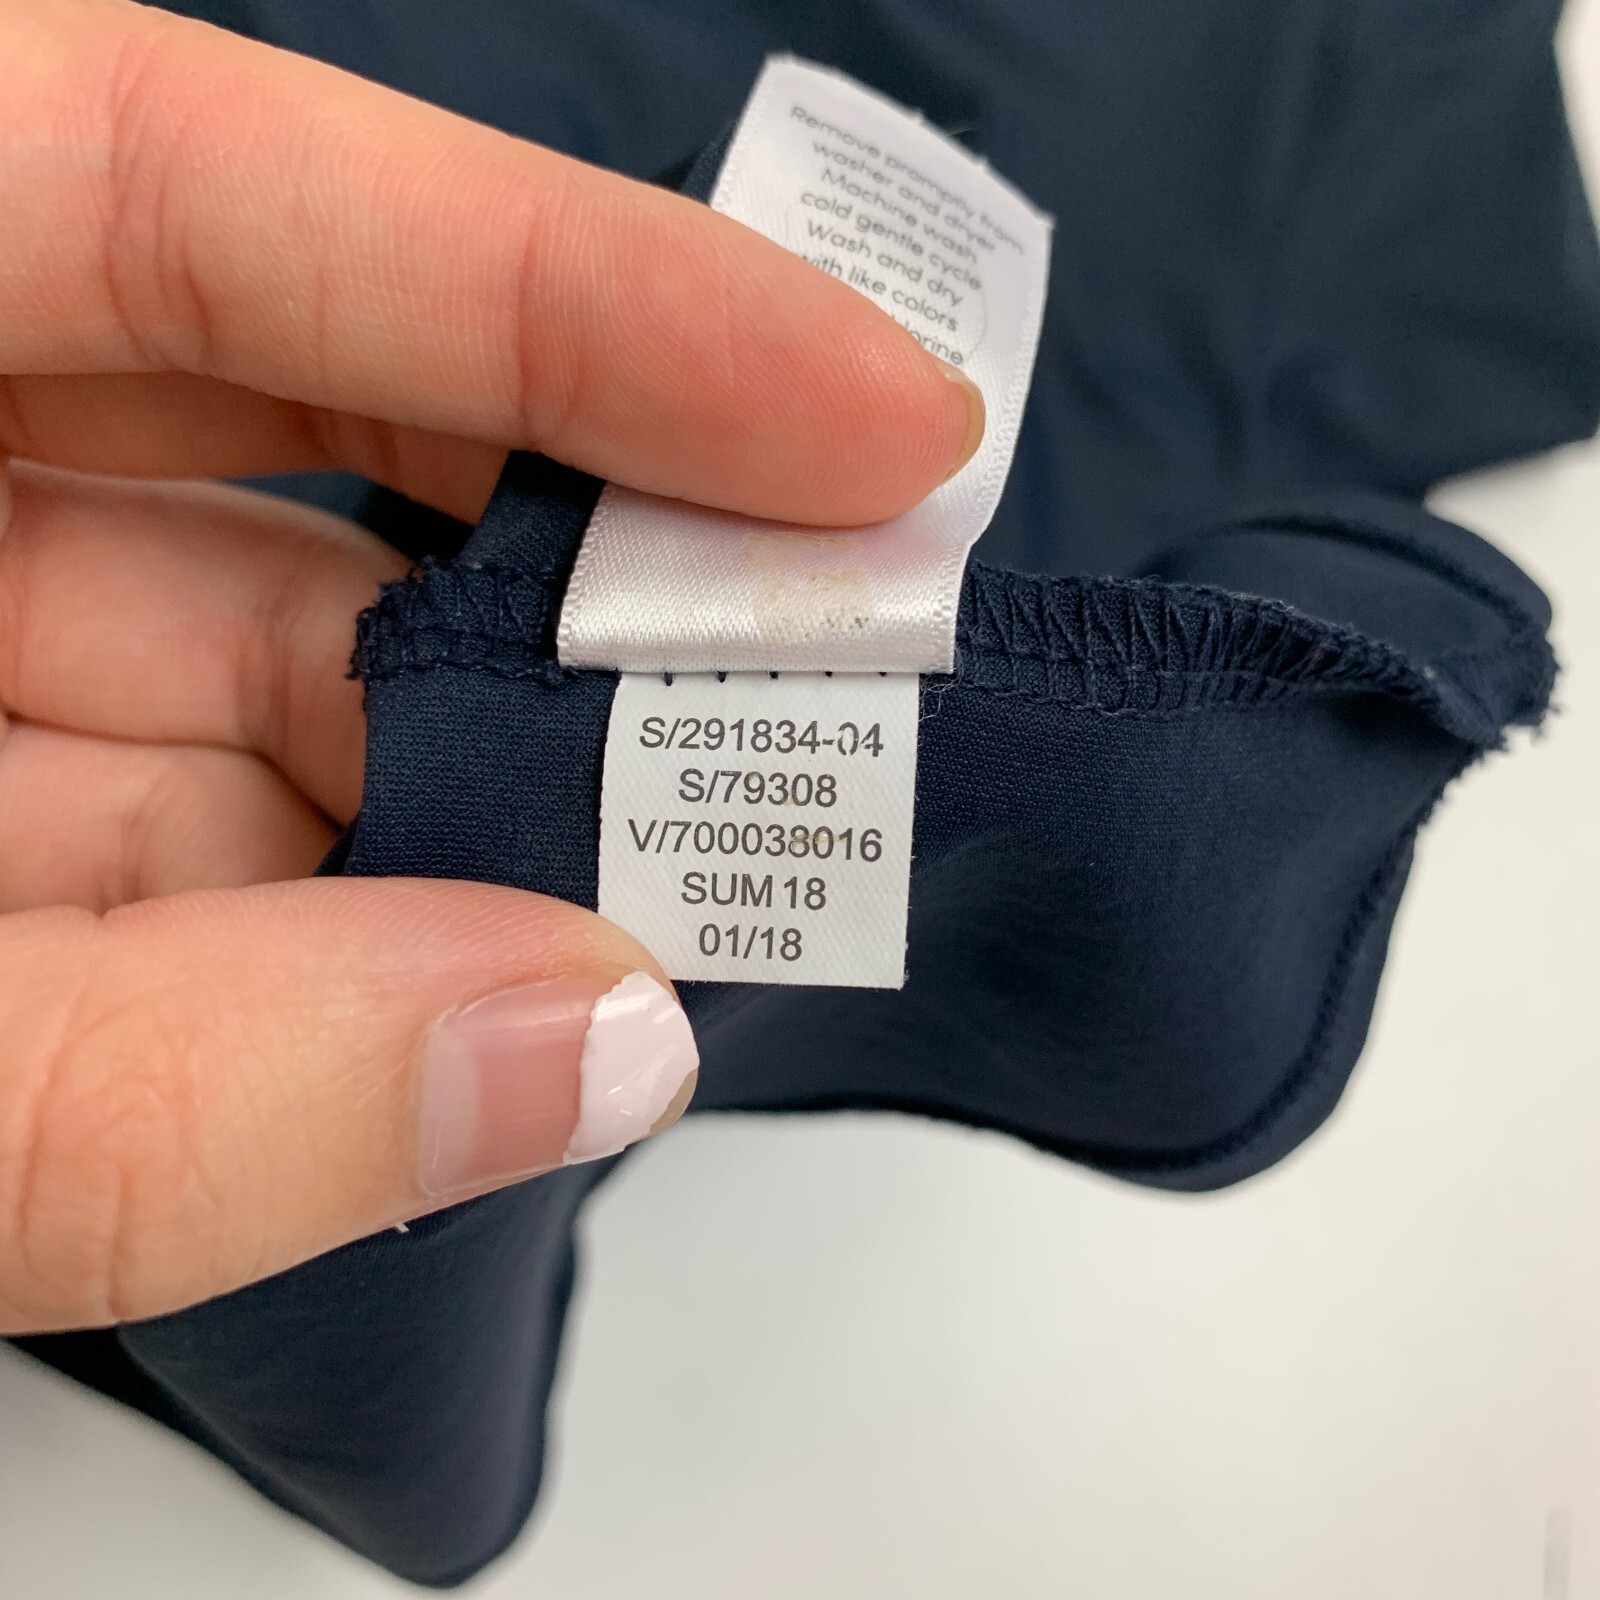 Remove promptly from
washer and dryer
Machine wash
cold gentle cycle
Wash and dry
with like colors
S/291834-04
S/79308
V/700038016
SUM 18
01/18